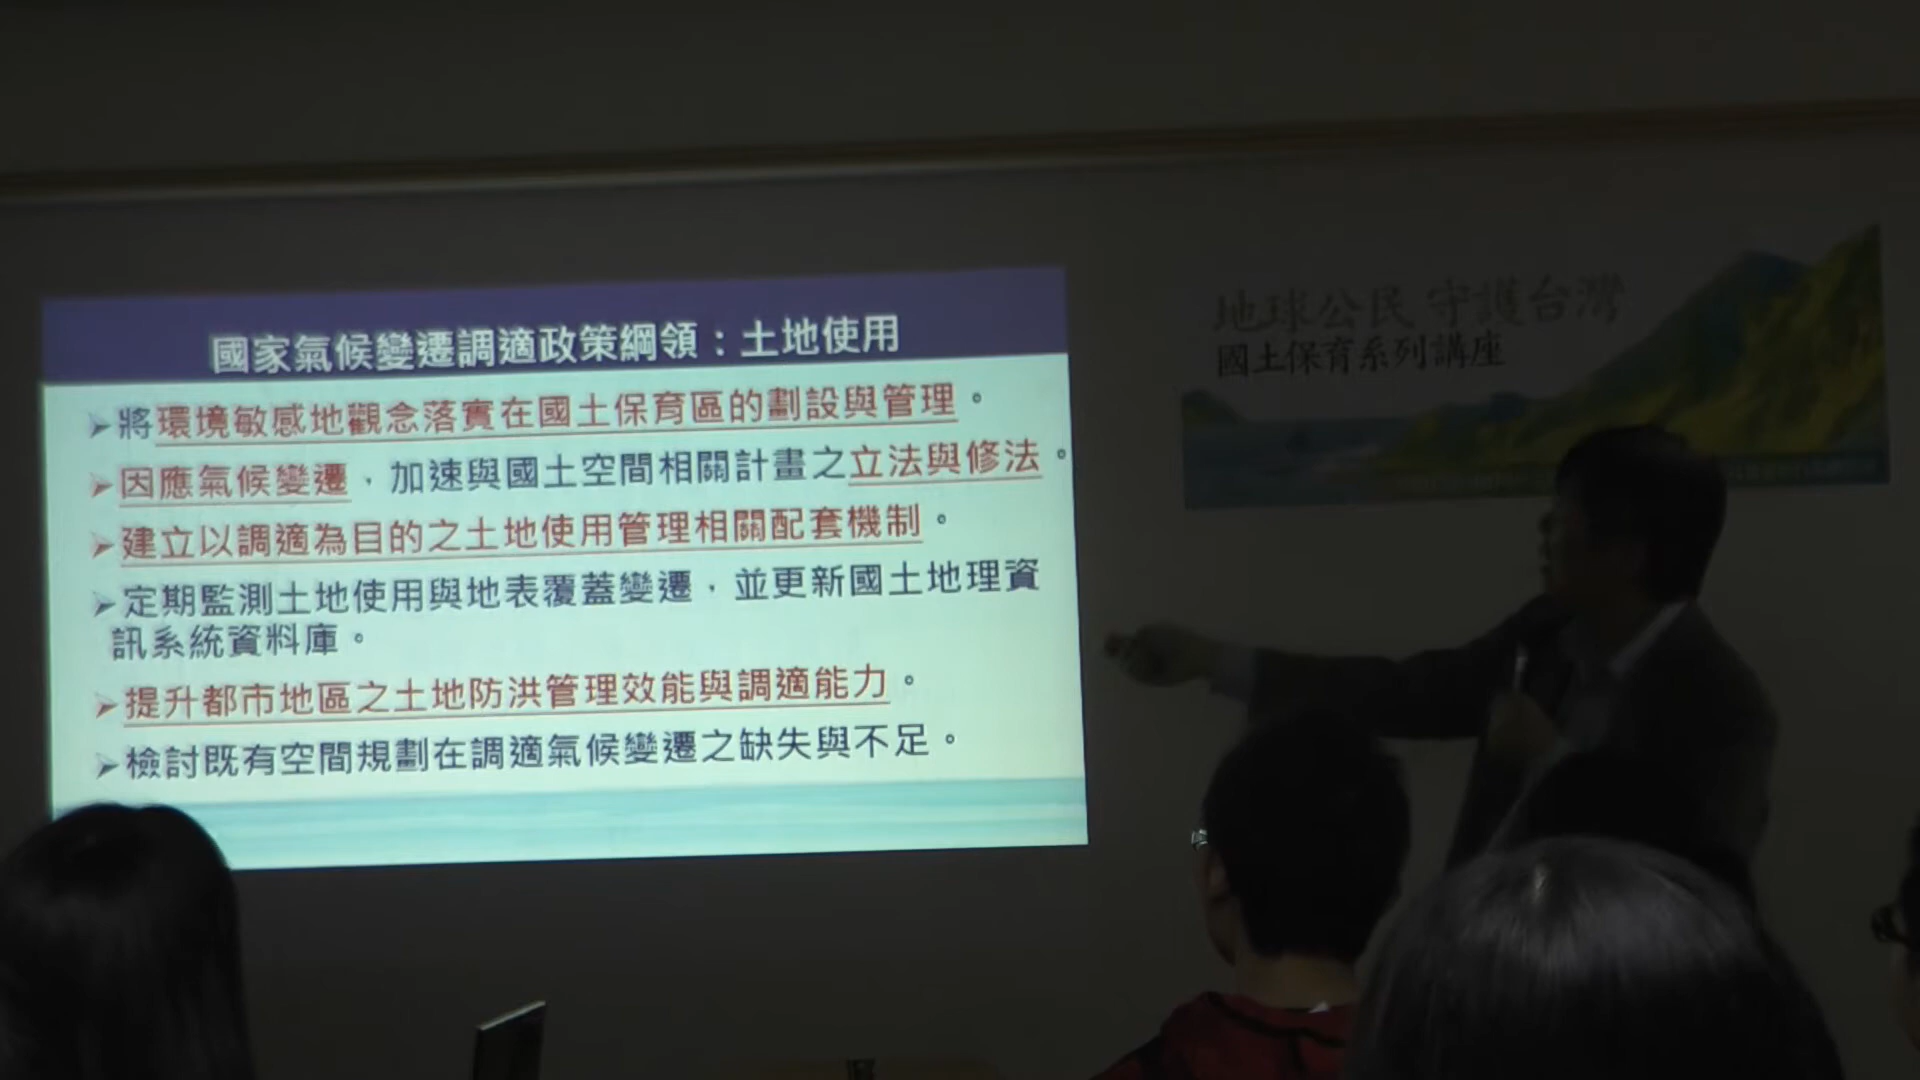 國家氣候變遷調適政策綱領：土地使用
➢將環境敏感地觀念落實在國土保育區的劃設與管理。
➢因應氣候變遷，加速與國土空間相關計畫之立法與修法。
➢建立以調適為目的之土地使用管理相關配套機制。
➢定期監測土地使用與地表覆蓋變遷，並更新國土地理資
訊系統資料庫。
➢提升都市地區之土地防洪管理效能與調適能力。
➢檢討既有空間規劃在調適氣候變遷之缺失與不足。
地球公民 守護台灣
國土保育系列講座